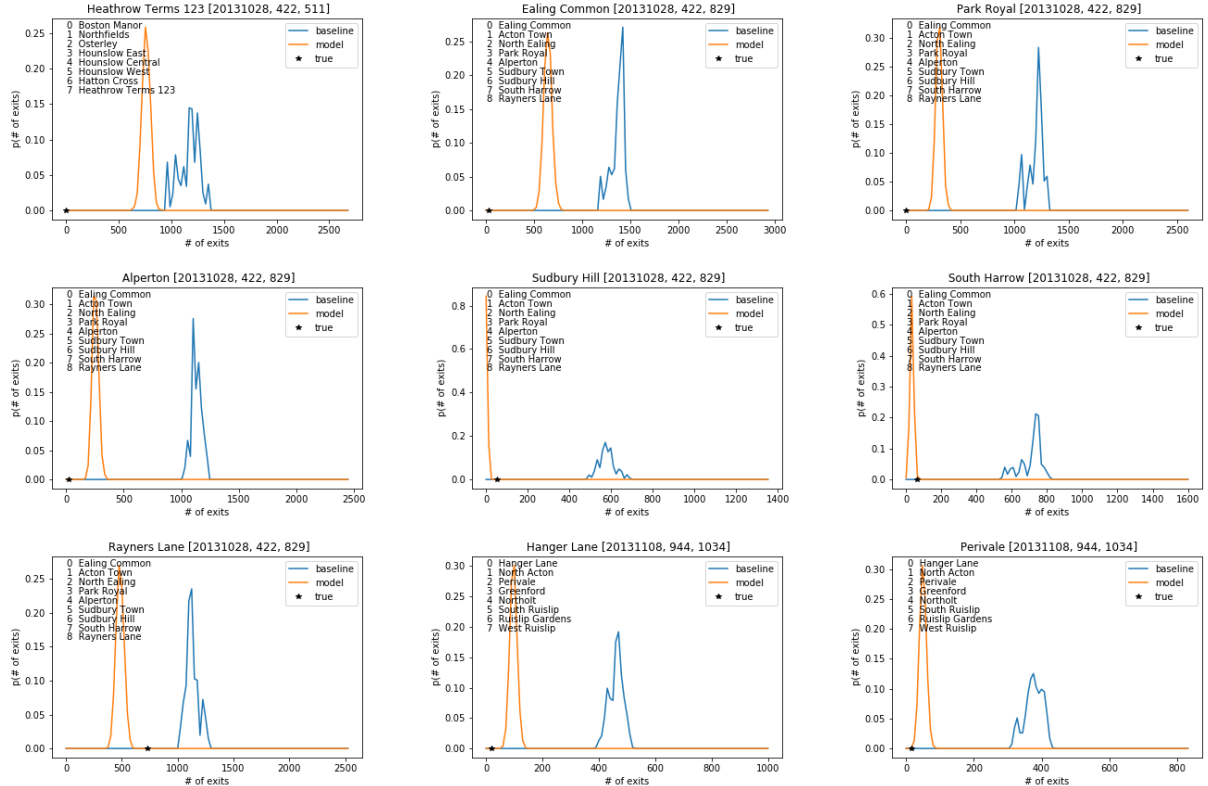 Heathrow Terms 123 [20131028, 422, 511]
0 Boston Manor
1 Northfields
2 Osterley
3 Hounslow East
4 Hounslow Central
5 Hounslow West
6 Hatton Cross
7 Heathrow Terms 123
baseline
model
true
p(# of exits)
0.25
0.20
0.15
0.10
0.05
0.00
0 500 1000 1500 2000 2500
# of exits
Ealing Common [20131028, 422, 829]
0 Ealing Common
1 Acton Town
2 North Ealing
3 Park Royal
4 Alperton
5 Sudbury Town
6 Sudbury Hill
7 South Harrow
8 Rayners Lane
baseline
model
true
p(# of exits)
0.25
0.20
0.15
0.10
0.05
0.00
0 500 1000 1500 2000 2500 3000
# of exits
Park Royal [20131028, 422, 829]
0 Ealing Common
1 Acton Town
2 North Ealing
3 Park Royal
4 Alperton
5 Sudbury Town
6 Sudbury Hill
7 South Harrow
8 Rayners Lane
baseline
model
true
p(# of exits)
0.30
0.25
0.20
0.15
0.10
0.05
0.00
0 500 1000 1500 2000 2500
# of exits
Alperton [20131028, 422, 829]
0 Ealing Common
1 Acton Town
2 North Ealing
3 Park Royal
4 Alperton
5 Sudbury Town
6 Sudbury Hill
7 South Harrow
8 Rayners Lane
baseline
model
true
p(# of exits)
0.30
0.25
0.20
0.15
0.10
0.05
0.00
0 500 1000 1500 2000 2500
# of exits
Sudbury Hill [20131028, 422, 829]
0 Ealing Common
1 Acton Town
2 North Ealing
3 Park Royal
4 Alperton
5 Sudbury Town
6 Sudbury Hill
7 South Harrow
8 Rayners Lane
baseline
model
true
p(# of exits)
0.8
0.6
0.4
0.2
0.0
0 200 400 600 800 1000 1200 1400
# of exits
South Harrow [20131028, 422, 829]
0 Ealing Common
1 Acton Town
2 North Ealing
3 Park Royal
4 Alperton
5 Sudbury Town
6 Sudbury Hill
7 South Harrow
8 Rayners Lane
baseline
model
true
p(# of exits)
0.6
0.5
0.4
0.3
0.2
0.1
0.0
0 200 400 600 800 1000 1200 1400 1600
# of exits
Rayners Lane [20131028, 422, 829]
0 Ealing Common
1 Acton Town
2 North Ealing
3 Park Royal
4 Alperton
5 Sudbury Town
6 Sudbury Hill
7 South Harrow
8 Rayners Lane
baseline
model
true
p(# of exits)
0.25
0.20
0.15
0.10
0.05
0.00
0 500 1000 1500 2000 2500
# of exits
Hanger Lane [20131108, 944, 1034]
0 Hanger Lane
1 North Acton
2 Perivale
3 Greenford
4 Northolt
5 South Ruislip
6 Ruislip Gardens
7 West Ruislip
baseline
model
true
p(# of exits)
0.30
0.25
0.20
0.15
0.10
0.05
0.00
0 200 400 600 800 1000
# of exits
Perivale [20131108, 944, 1034]
0 Hanger Lane
1 North Acton
2 Perivale
3 Greenford
4 Northolt
5 South Ruislip
6 Ruislip Gardens
7 West Ruislip
baseline
model
true
p(# of exits)
0.30
0.25
0.20
0.15
0.10
0.05
0.00
0 200 400 600 800
# of exits